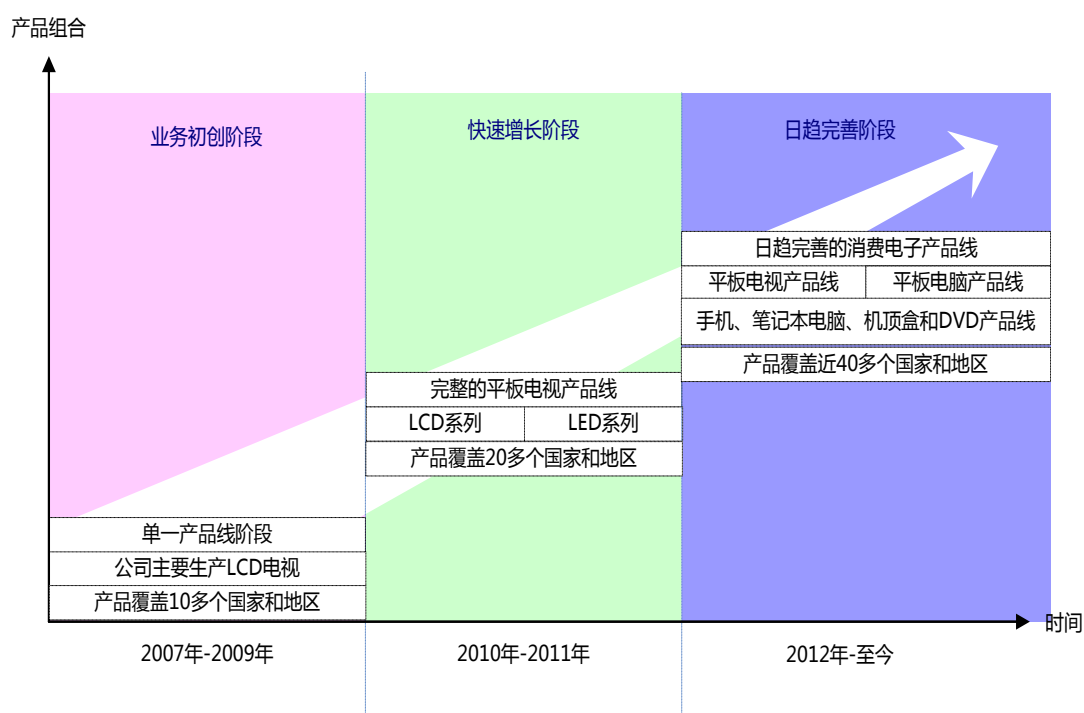 产品组合
业务初创阶段
快速增长阶段
日趋完善阶段
日趋完善的消费电子产品线
平板电视产品线
平板电脑产品线
手机、笔记本电脑、机顶盒和DVD产品线
产品覆盖近40多个国家和地区
完整的平板电视产品线
LCD系列
LED系列
产品覆盖20多个国家和地区
单一产品线阶段
公司主要生产LCD电视
产品覆盖10多个国家和地区
时间
2007年-2009年
2010年-2011年
2012年-至今